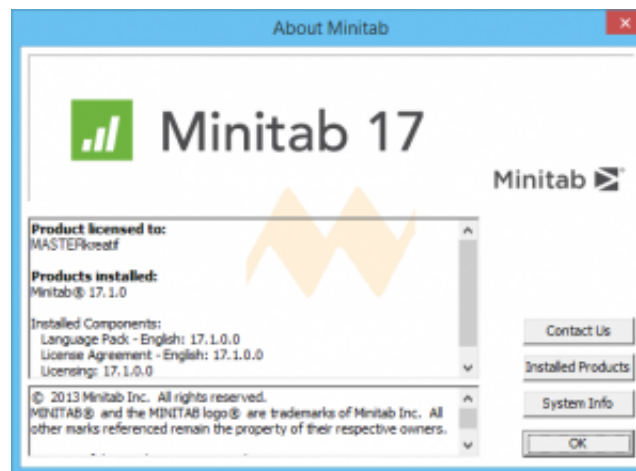 About Minitab
Minitab 17
Minitab
Product licensed to:
MASTERkreatf
Products installed:
Minitab® 17.1.0
Installed Components:
Language Pack - English: 17.1.0.0
License Agreement - English: 17.1.0.0
Licensing: 17.1.0.0
Contact Us
Installed Products
System Info
OK
© 2013 Minitab Inc. All rights reserved.
MINITAB® and the MINITAB logo® are trademarks of Minitab Inc. All
other marks referenced remain the property of their respective owners.